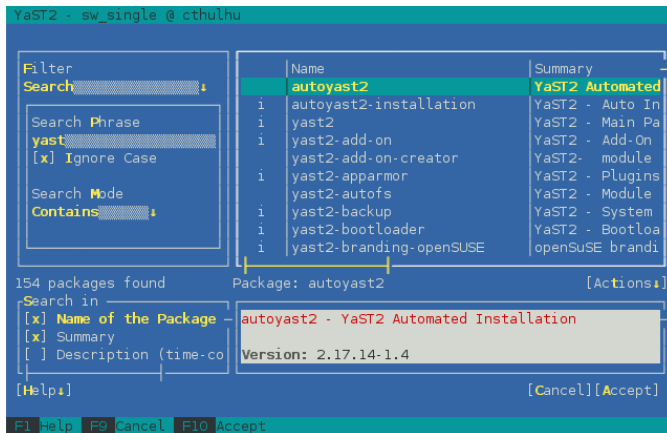 YaST2 - sw_single @ cthulhu
Filter
Search↓
Search Phrase
yast
[x] Ignore Case
Search Mode
Contains↓
Name Summary
autoyast2 YaST2 Automated
i autoyast2-installation YaST2 - Auto In
i yast2 YaST2 - Main Pa
i yast2-add-on YaST2 - Add-On
yast2-add-on-creator YaST2- module
i yast2-apparmor YaST2 - Plugins
yast2-autofs YaST2 - Module
i yast2-backup YaST2 - System
i yast2-bootloader YaST2 - Bootloa
i yast2-branding-openSUSE openSuSE brandi
154 packages found Package: autoyast2 [Actions↓]
Search in
[x] Name of the Package
[x] Summary
[ ] Description (time-co
autoyast2 - YaST2 Automated Installation
Version: 2.17.14-1.4
[Help↓] [Cancel][Accept]
F1 Help F9 Cancel F10 Accept